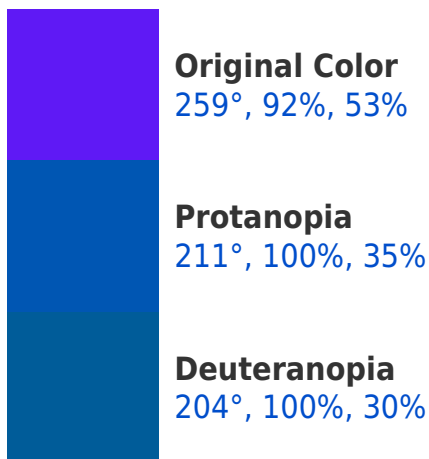 Original Color
259°, 92%, 53%
Protanopia
211°, 100%, 35%
Deuteranopia
204°, 100%, 30%